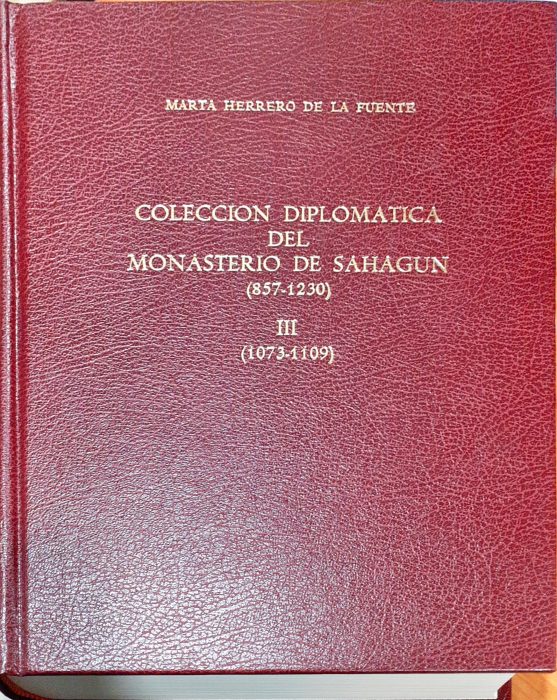 MARTA HERRERO DE LA FUENTE
COLECCION DIPLOMATICA
DEL
MONASTERIO DE SAHAGUN
(857-1230)
III
(1073-1109)